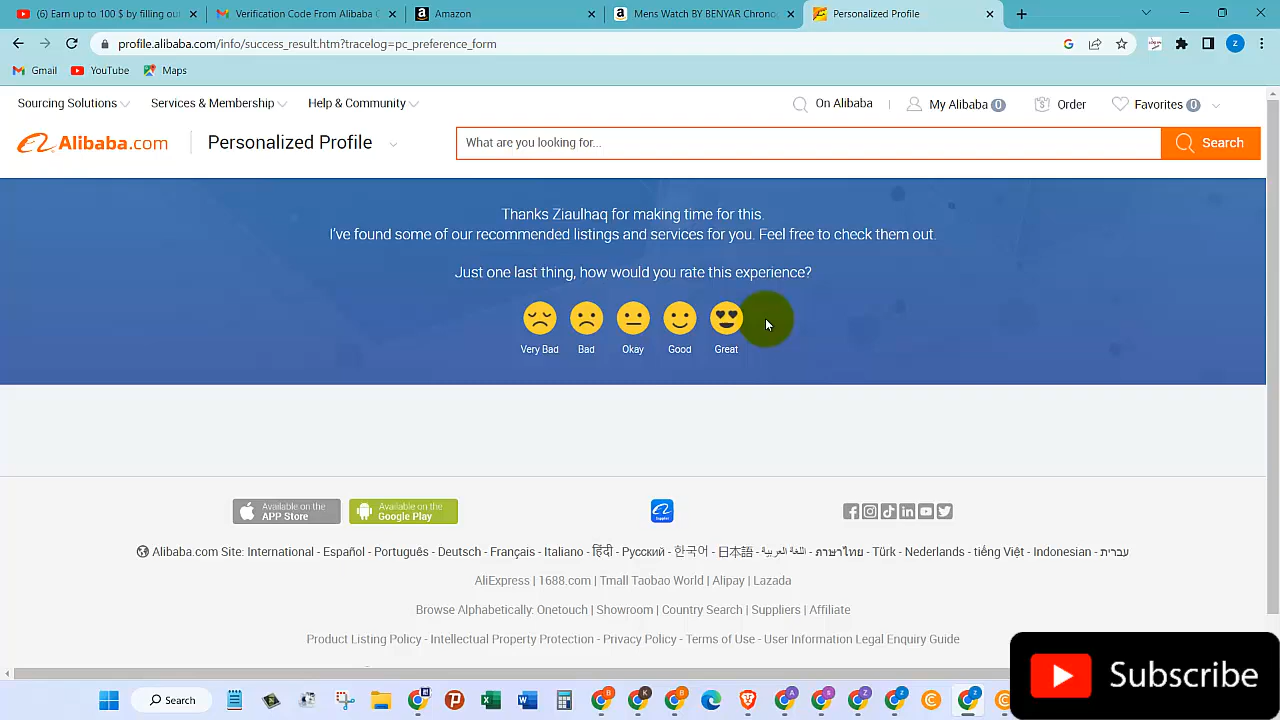 (6) Earn up to 100 $ by filling ou
Verification Code From Alibaba C
Amazon
Mens Watch BY BENYAR Chronog
Personalized Profile
profile.alibaba.com/info/success_result.htm?tracelog=pc_preference_form
Gmail
YouTube
Maps
Sourcing Solutions
Services & Membership
Help & Community
On Alibaba
My Alibaba 0
Order
Favorites 0
Alibaba.com
Personalized Profile
What are you looking for...
Search
Thanks Ziaulhaq for making time for this.
I've found some of our recommended listings and services for you. Feel free to check them out.
Just one last thing, how would you rate this experience?
Very Bad
Bad
Okay
Good
Great
Available on the
APP Store
Available on the
Google Play
Alibaba.com Site: International - Español - Português - Deutsch - Français - Italiano - हिंदी - Pусский - 한국어 - 日本語 - اللغة العربية - ภาษาไทย - Türk - Nederlands - tiếng Việt - Indonesian - עברית
AliExpress | 1688.com | Tmall Taobao World | Alipay | Lazada
Browse Alphabetically: Onetouch | Showroom | Country Search | Suppliers | Affiliate
Product Listing Policy - Intellectual Property Protection - Privacy Policy - Terms of Use - User Information Legal Enquiry Guide
Subscribe
Search